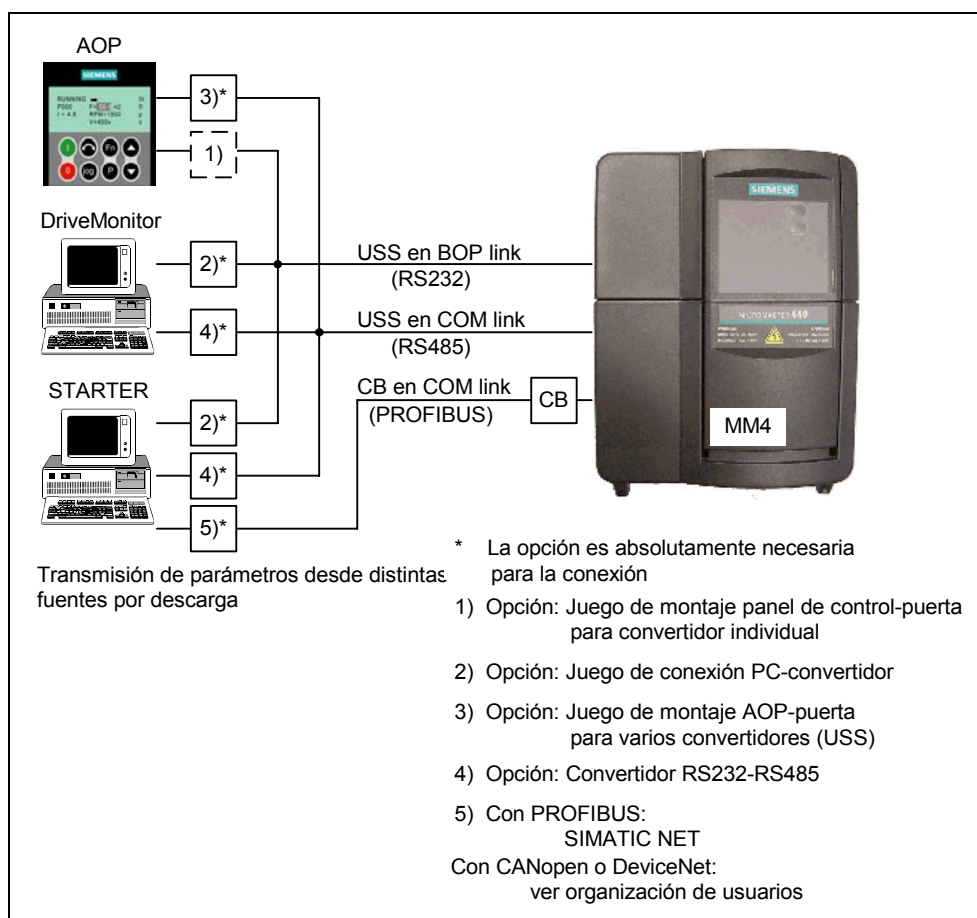 AOP
SIEMENS
RUNNING
P000
I = 4.8
RPM=1500
V=400v
Fn
jog
P
3)*
1)
DriveMonitor
2)*
4)*
STARTER
2)*
4)*
5)*
Transmisión de parámetros desde distintas
fuentes por descarga
USS en BOP link
(RS232)
USS en COM link
(RS485)
CB en COM link
(PROFIBUS)
CB
SIEMENS
MICROMASTER 440
MM4
* La opción es absolutamente necesaria
para la conexión
1) Opción: Juego de montaje panel de control-puerta
para convertidor individual
2) Opción: Juego de conexión PC-convertidor
3) Opción: Juego de montaje AOP-puerta
para varios convertidores (USS)
4) Opción: Convertidor RS232-RS485
5) Con PROFIBUS:
SIMATIC NET
Con CANopen o DeviceNet:
ver organización de usuarios